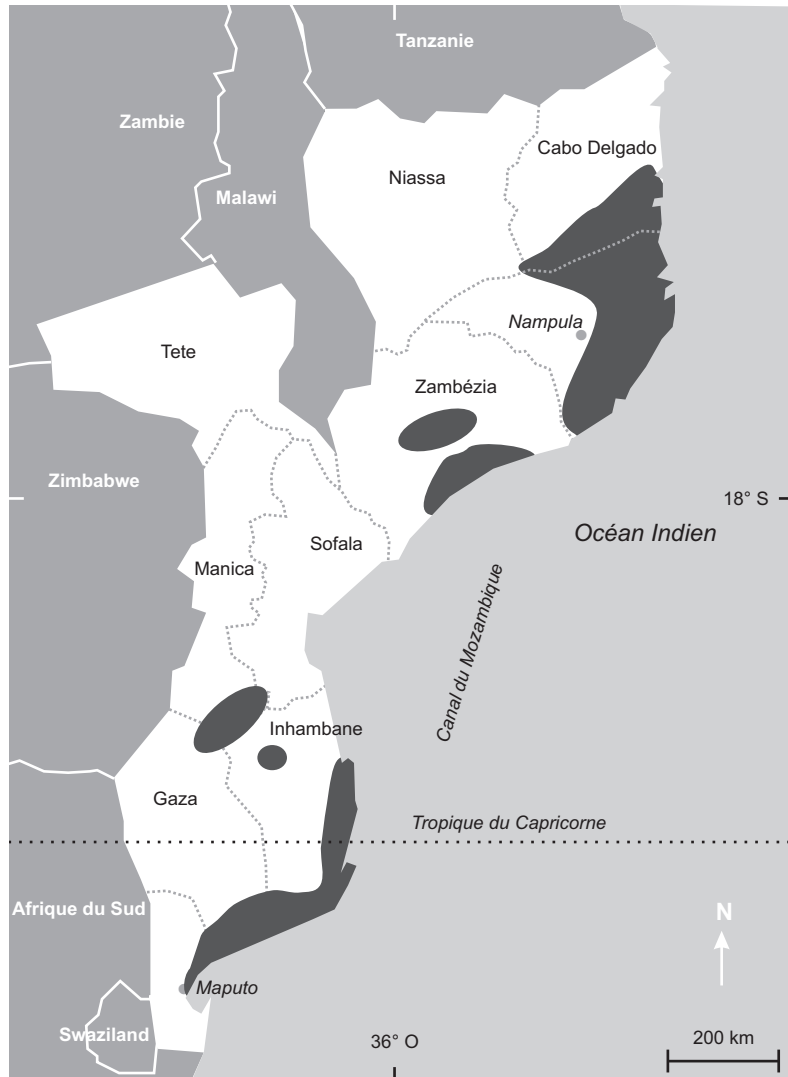 Tanzanie
Zambie
Cabo Delgado
Niassa
Malawi
Nampula
Tete
Zambézia
Zimbabwe
18° S
Océan Indien
Sofala
Manica
Canal du Mozambique
Inhambane
Gaza
Tropique du Capricorne
Afrique du Sud
N
Maputo
Swaziland
36° O
200 km